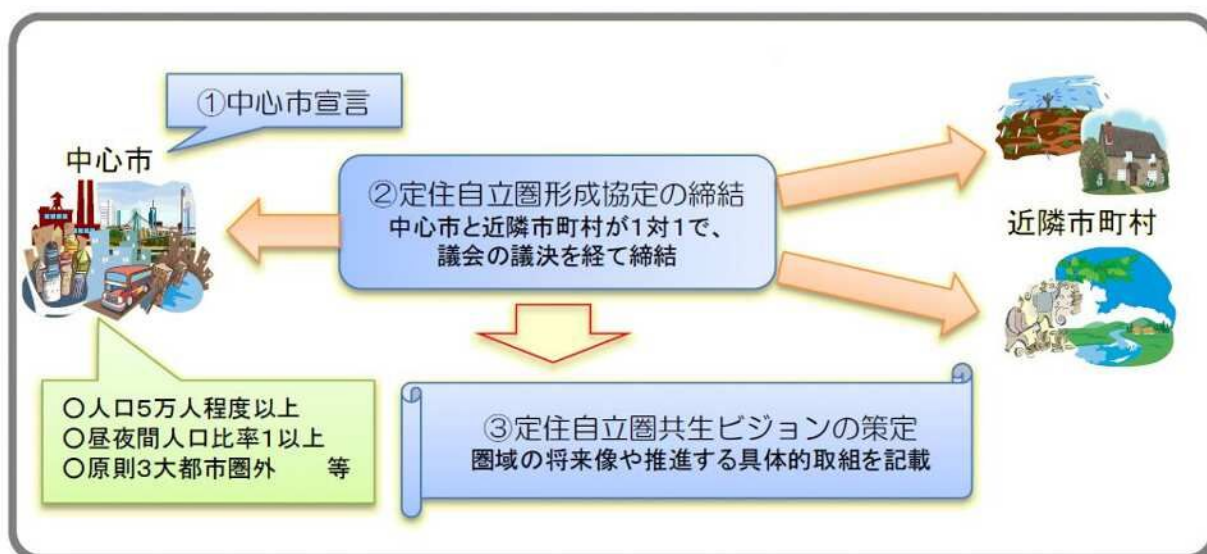 ①中心市宣言
中心市
②定住自立圏形成協定の締結
中心市と近隣市町村が1対1で、
議会の議決を経て締結
近隣市町村
○人口5万人程度以上
○昼夜間人口比率1以上
○原則3大都市圏外　　等
③定住自立圏共生ビジョンの策定
圏域の将来像や推進する具体的取組を記載